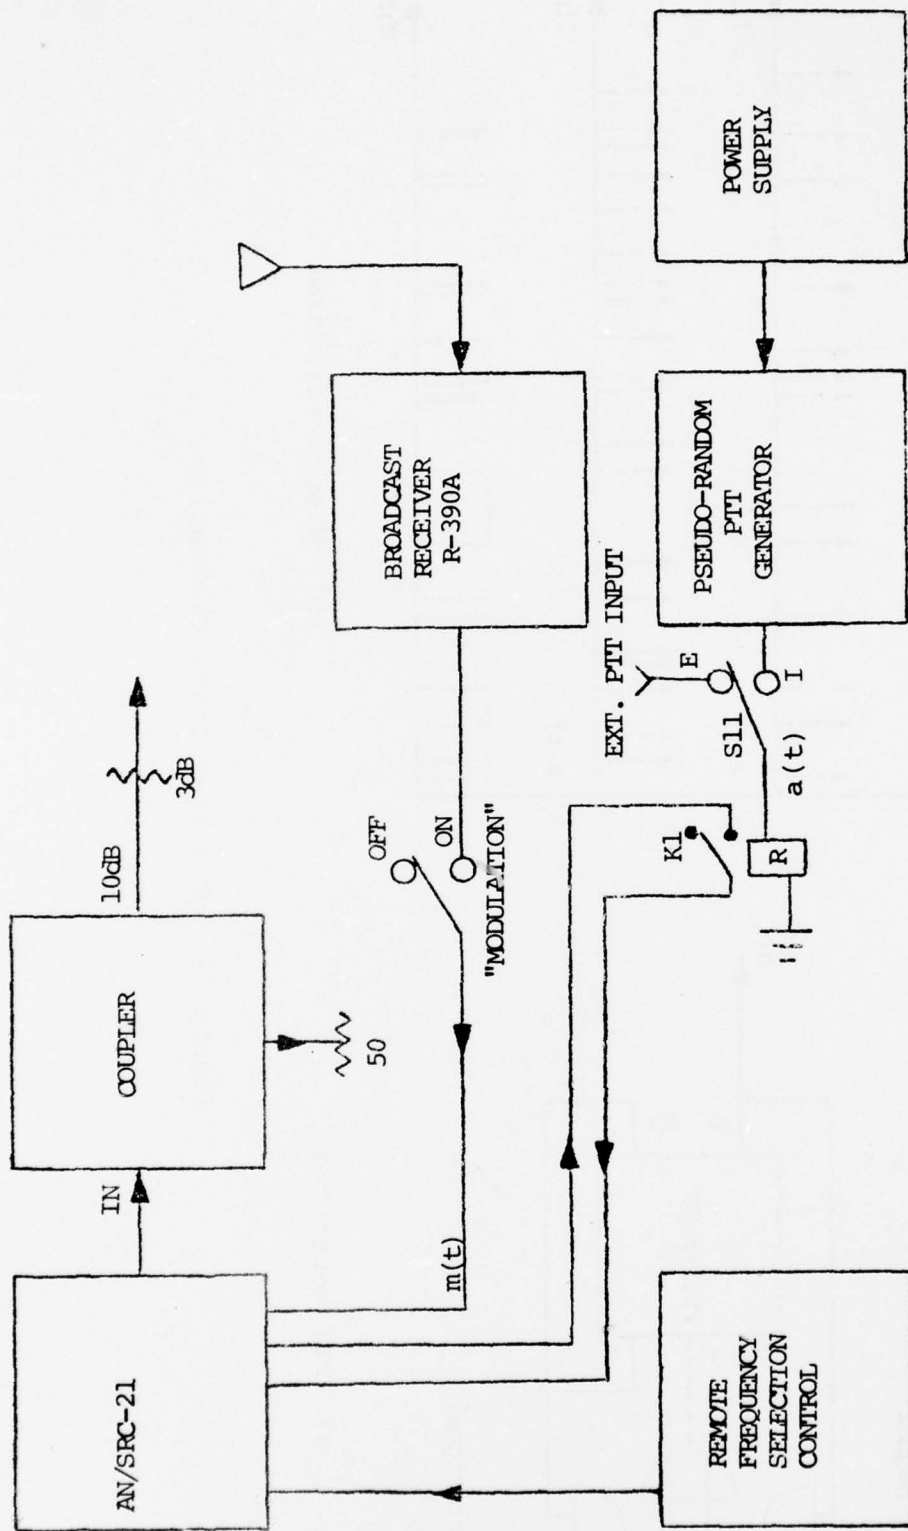 AN/SRC-21
IN
COUPLER
10dB
3dB
50
m(t)
"MODULATION"
OFF
ON
BROADCAST
RECEIVER
R-390A
REMOTE
FREQUENCY
SELECTION
CONTROL
K1
R
a(t)
S11
EXT. PTT INPUT
E
I
PSEUDO-RANDOM
PTT
GENERATOR
POWER
SUPPLY